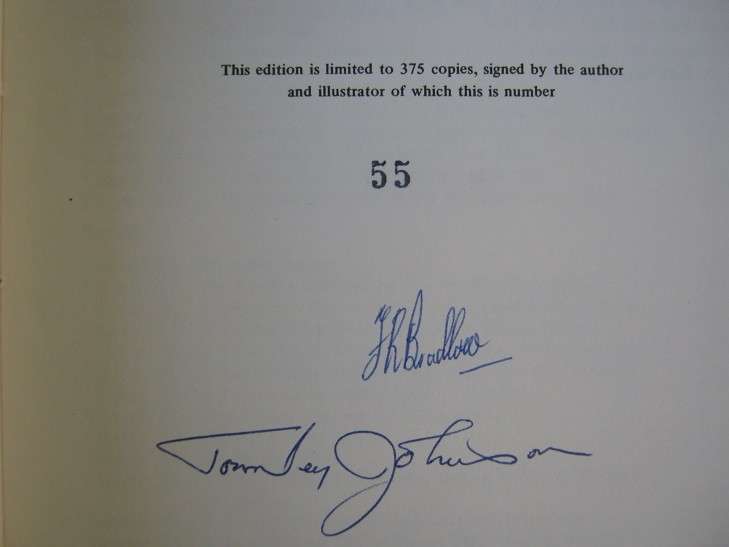 This edition is limited to 375 copies, signed by the author
and illustrator of which this is number
55
FRBradlow
Townley Johnson